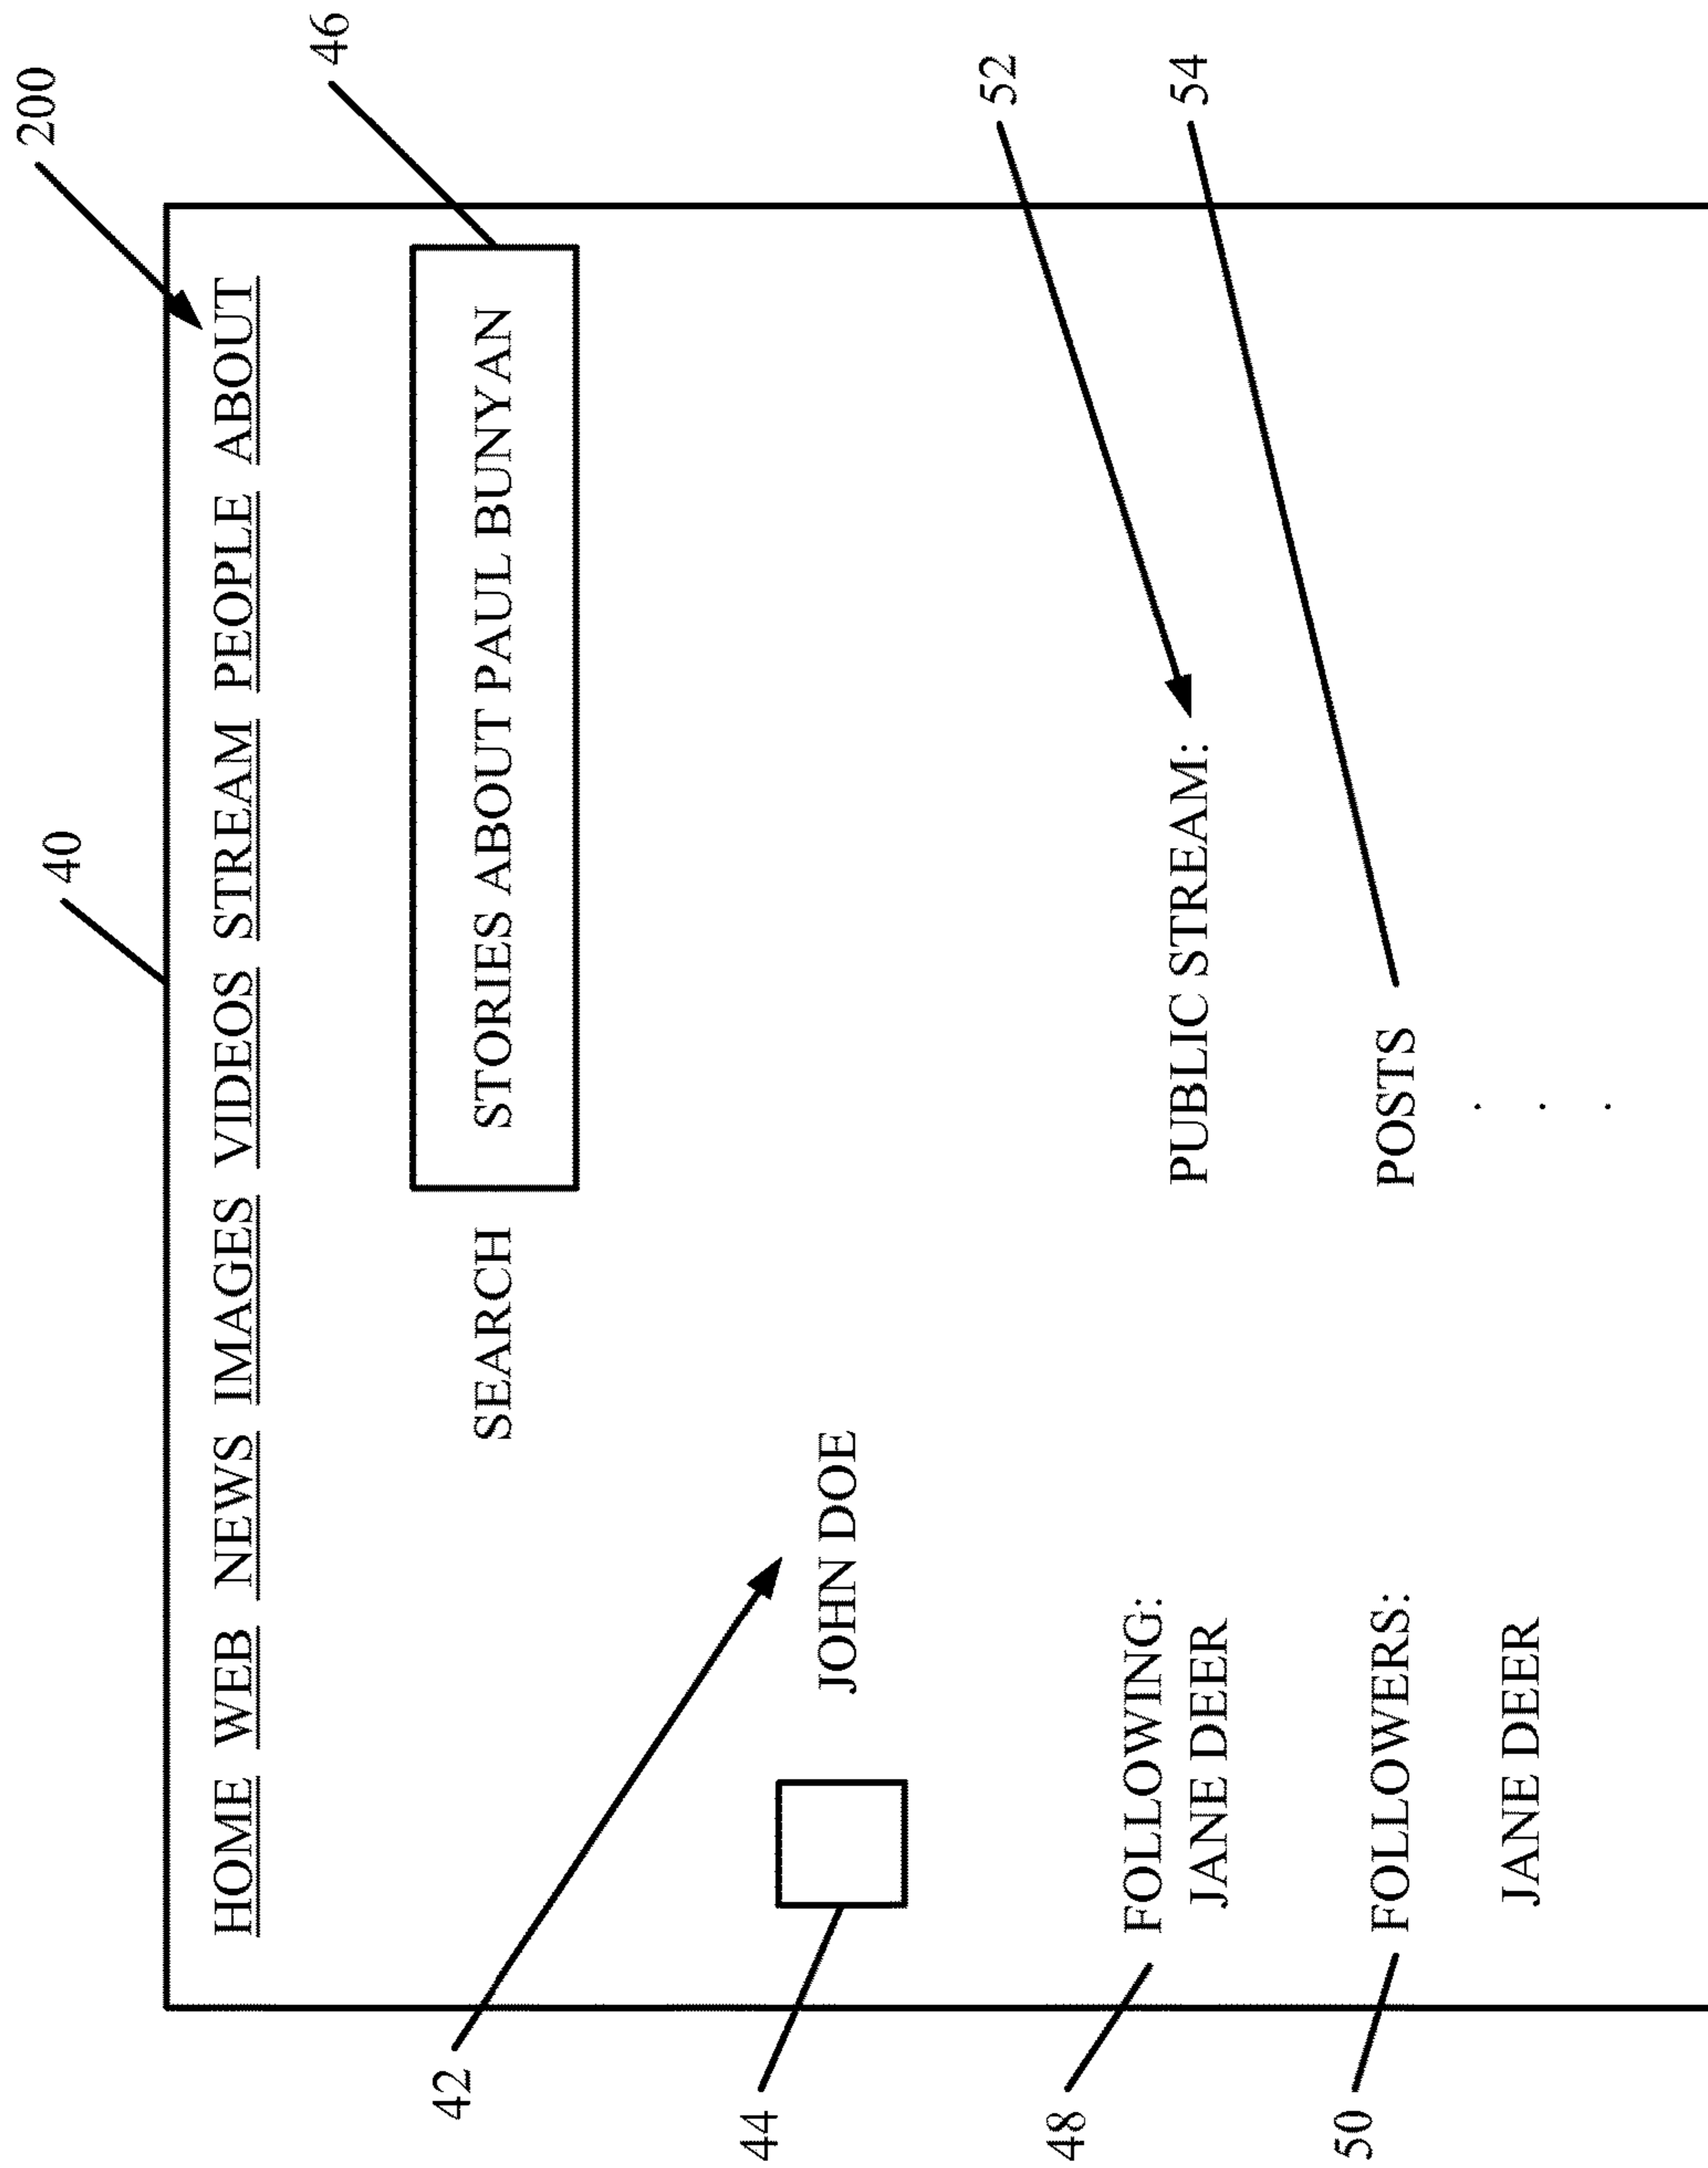 200
40
46
HOME WEB NEWS IMAGES VIDEOS STREAM PEOPLE ABOUT
SEARCH STORIES ABOUT PAUL BUNYAN
42
JOHN DOE
44
52
48 FOLLOWING:
JANE DEER
PUBLIC STREAM:
54
50 FOLLOWERS:
POSTS
.
.
.
JANE DEER